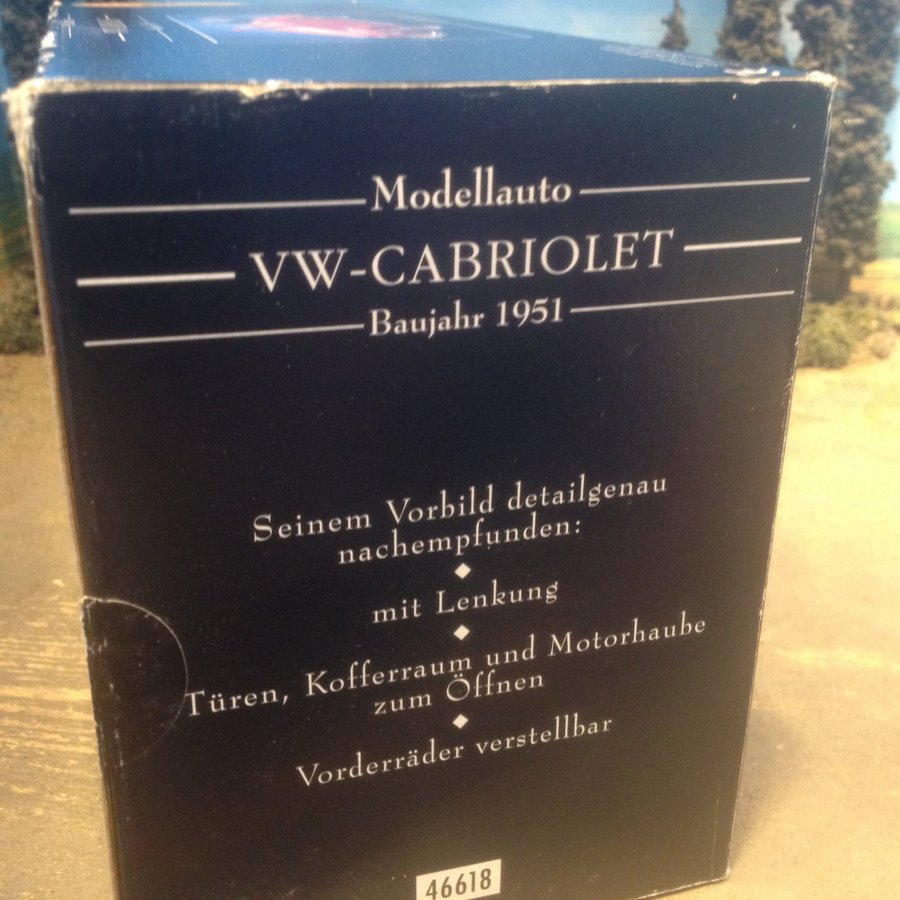 Modellauto
VW-CABRIOLET
Baujahr 1951
Seinem Vorbild detailgenau
nachempfunden:
mit Lenkung
Türen, Kofferraum und Motorhaube
zum Öffnen
Vorderräder verstellbar
46618